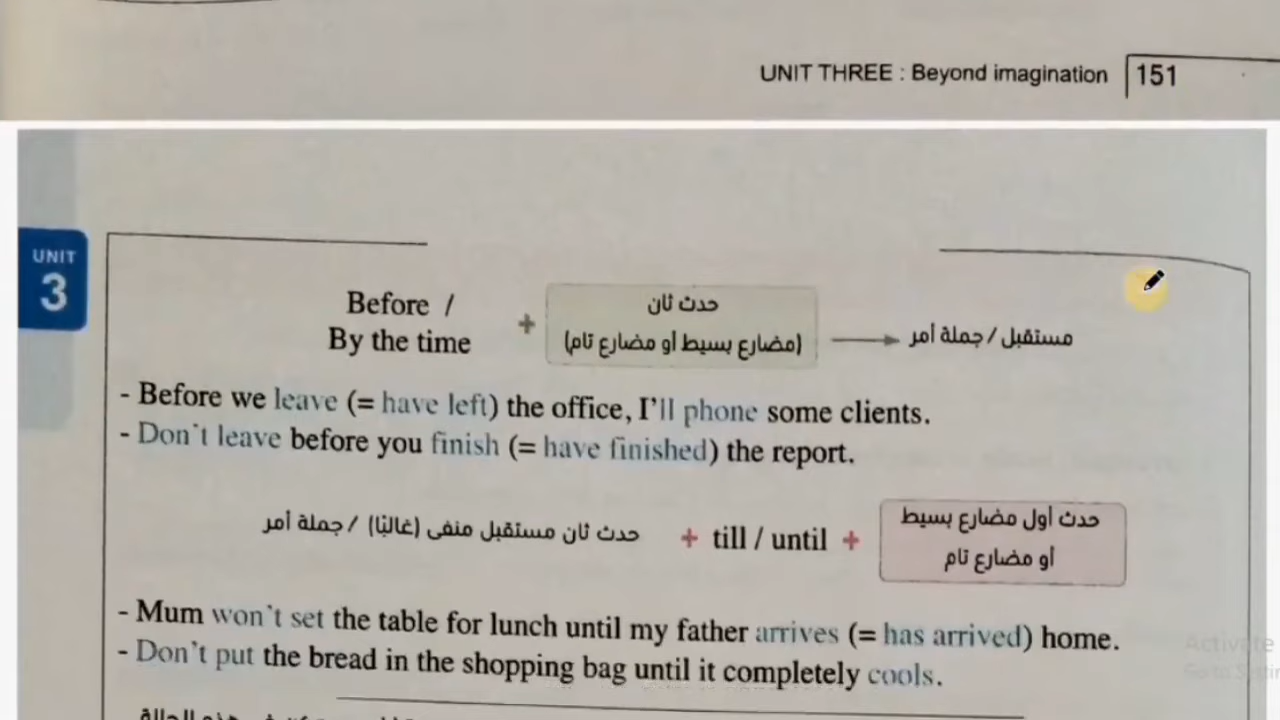 UNIT THREE : Beyond imagination 151
UNIT
3
Before /
By the time
+
حدث ثان
(مضارع بسيط أو مضارع تام)
مستقبل / جملة أمر
- Before we leave (= have left) the office, I'll phone some clients.
- Don't leave before you finish (= have finished) the report.
حدث ثان مستقبل منفى (غالبًا) / جملة أمر
+ till / until +
حدث أول مضارع بسيط
أو مضارع تام
- Mum won't set the table for lunch until my father arrives (= has arrived) home.
- Don't put the bread in the shopping bag until it completely cools.
Activate